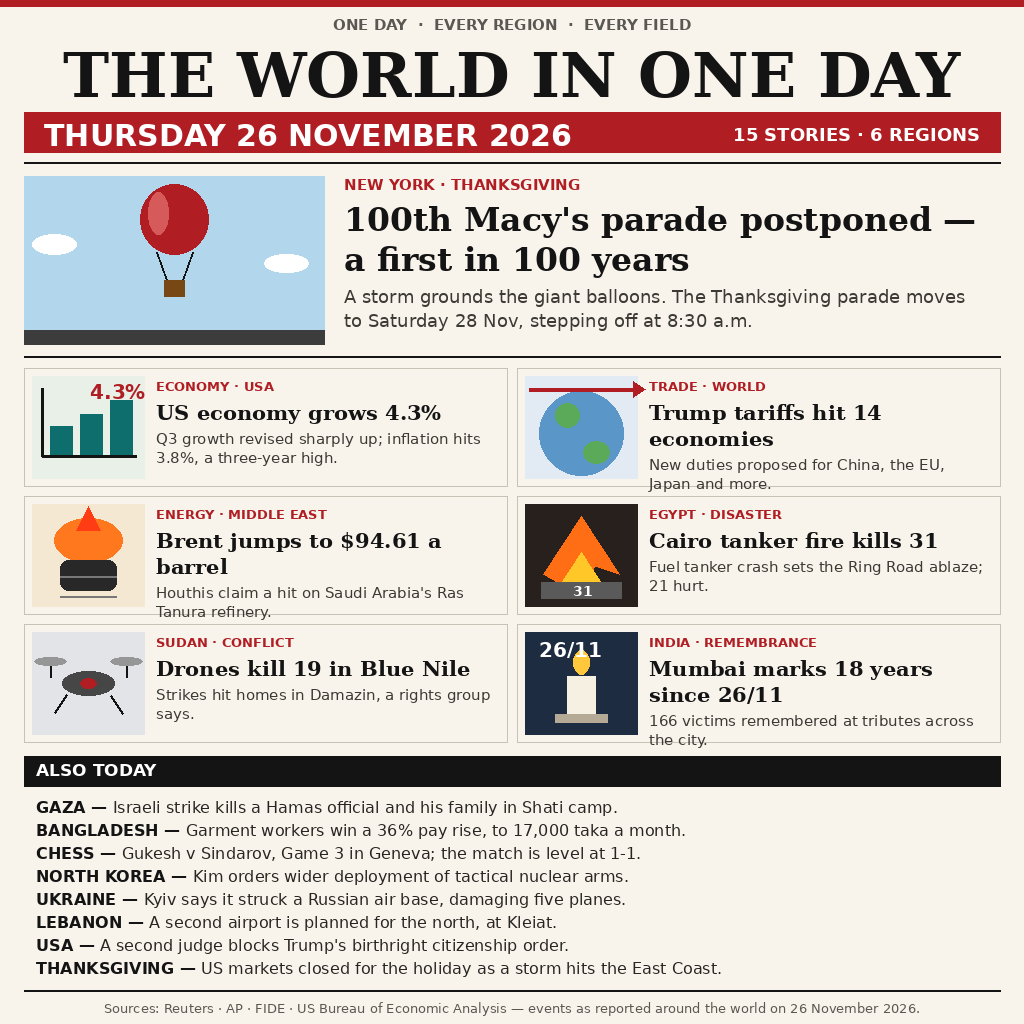 ONE DAY · EVERY REGION · EVERY FIELD
THE WORLD IN ONE DAY
THURSDAY 26 NOVEMBER 2026
15 STORIES · 6 REGIONS
NEW YORK · THANKSGIVING
100th Macy's parade postponed —
a first in 100 years
A storm grounds the giant balloons. The Thanksgiving parade moves
to Saturday 28 Nov, stepping off at 8:30 a.m.
4.3%
ECONOMY · USA
US economy grows 4.3%
Q3 growth revised sharply up; inflation hits
3.8%, a three-year high.
TRADE · WORLD
Trump tariffs hit 14
economies
New duties proposed for China, the EU,
Japan and more.
ENERGY · MIDDLE EAST
Brent jumps to $94.61 a
barrel
Houthis claim a hit on Saudi Arabia's Ras
Tanura refinery.
31
EGYPT · DISASTER
Cairo tanker fire kills 31
Fuel tanker crash sets the Ring Road ablaze;
21 hurt.
SUDAN · CONFLICT
Drones kill 19 in Blue Nile
Strikes hit homes in Damazin, a rights group
says.
26/11
INDIA · REMEMBRANCE
Mumbai marks 18 years
since 26/11
166 victims remembered at tributes across
the city.
ALSO TODAY
GAZA — Israeli strike kills a Hamas official and his family in Shati camp.
BANGLADESH — Garment workers win a 36% pay rise, to 17,000 taka a month.
CHESS — Gukesh v Sindarov, Game 3 in Geneva; the match is level at 1-1.
NORTH KOREA — Kim orders wider deployment of tactical nuclear arms.
UKRAINE — Kyiv says it struck a Russian air base, damaging five planes.
LEBANON — A second airport is planned for the north, at Kleiat.
USA — A second judge blocks Trump's birthright citizenship order.
THANKSGIVING — US markets closed for the holiday as a storm hits the East Coast.
Sources: Reuters · AP · FIDE · US Bureau of Economic Analysis — events as reported around the world on 26 November 2026.